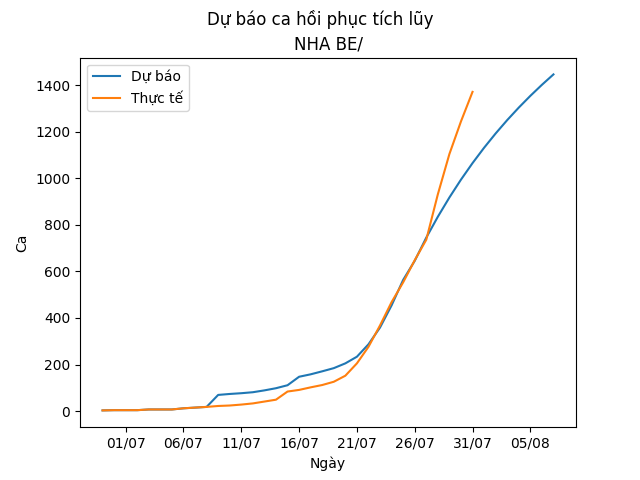 Dự báo ca hồi phục tích lũy
NHA BE/
Dự báo
Thực tế
1400
1200
1000
800
600
400
200
0
Ca
01/07 06/07 11/07 16/07 21/07 26/07 31/07 05/08
Ngày